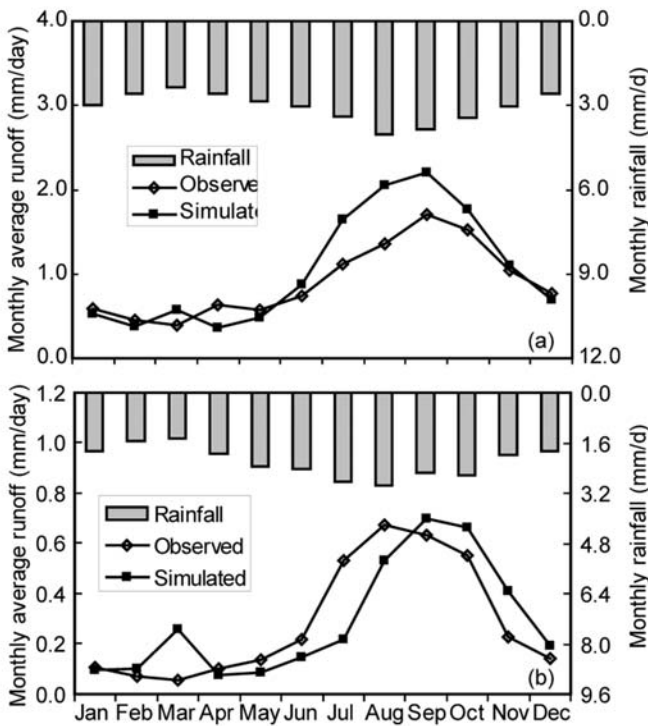 Monthly average runoff (mm/day)
4.0
3.0
2.0
1.0
0.0
Rainfall
Observe
Simulate
0.0
3.0
6.0
9.0
12.0
Monthly rainfall (mm/d)
(a)
Monthly average runoff (mm/day)
1.2
1.0
0.8
0.6
0.4
0.2
0.0
Rainfall
Observed
Simulated
0.0
1.6
3.2
4.8
6.4
8.0
9.6
Monthly rainfall (mm/d)
(b)
Jan Feb Mar Apr May Jun Jul Aug Sep Oct Nov Dec